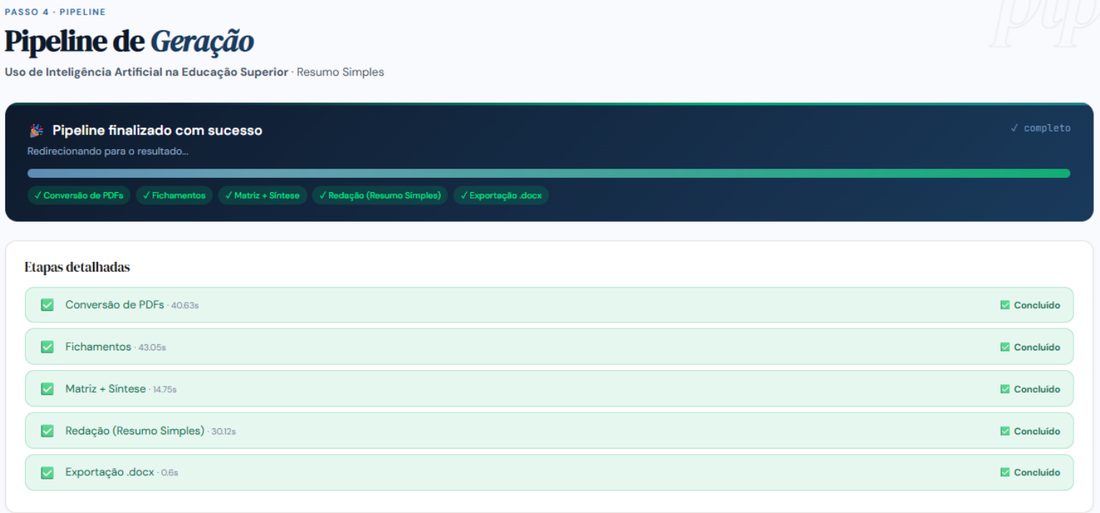 PASSO 4 · PIPELINE
pip
Pipeline de Geração
Uso de Inteligência Artificial na Educação Superior · Resumo Simples
🎉 Pipeline finalizado com sucesso
✓ completo
Redirecionando para o resultado...
✓ Conversão de PDFs ✓ Fichamentos ✓ Matriz + Síntese ✓ Redação (Resumo Simples) ✓ Exportação .docx
Etapas detalhadas
✅ Conversão de PDFs · 40.63s ✅ Concluído
✅ Fichamentos · 43.05s ✅ Concluído
✅ Matriz + Síntese · 14.75s ✅ Concluído
✅ Redação (Resumo Simples) · 30.12s ✅ Concluído
✅ Exportação .docx · 0.6s ✅ Concluído